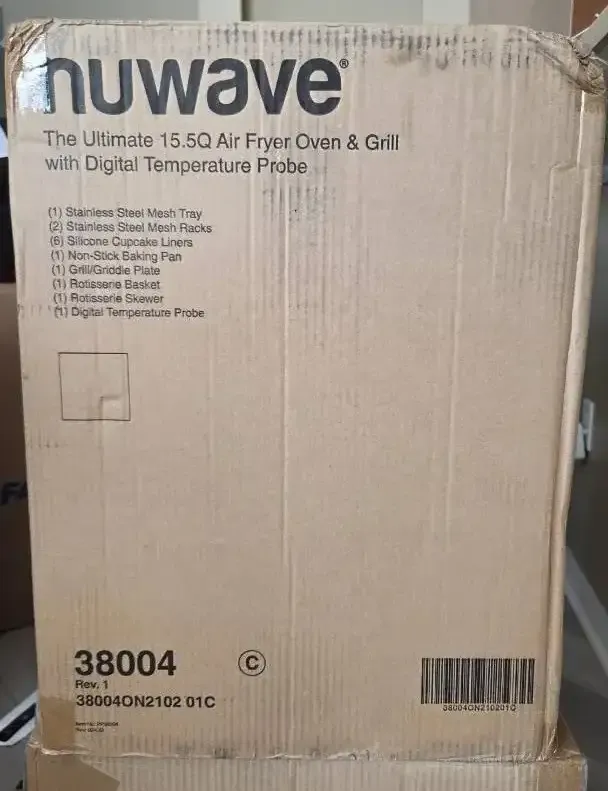 nuwave®
The Ultimate 15.5Q Air Fryer Oven & Grill
with Digital Temperature Probe
(1) Stainless Steel Mesh Tray
(2) Stainless Steel Mesh Racks
(6) Silicone Cupcake Liners
(1) Non-Stick Baking Pan
(1) Grill/Griddle Plate
(1) Rotisserie Basket
(1) Rotisserie Skewer
(1) Digital Temperature Probe
38004 C
Rev. 1
38004ON2102 01C